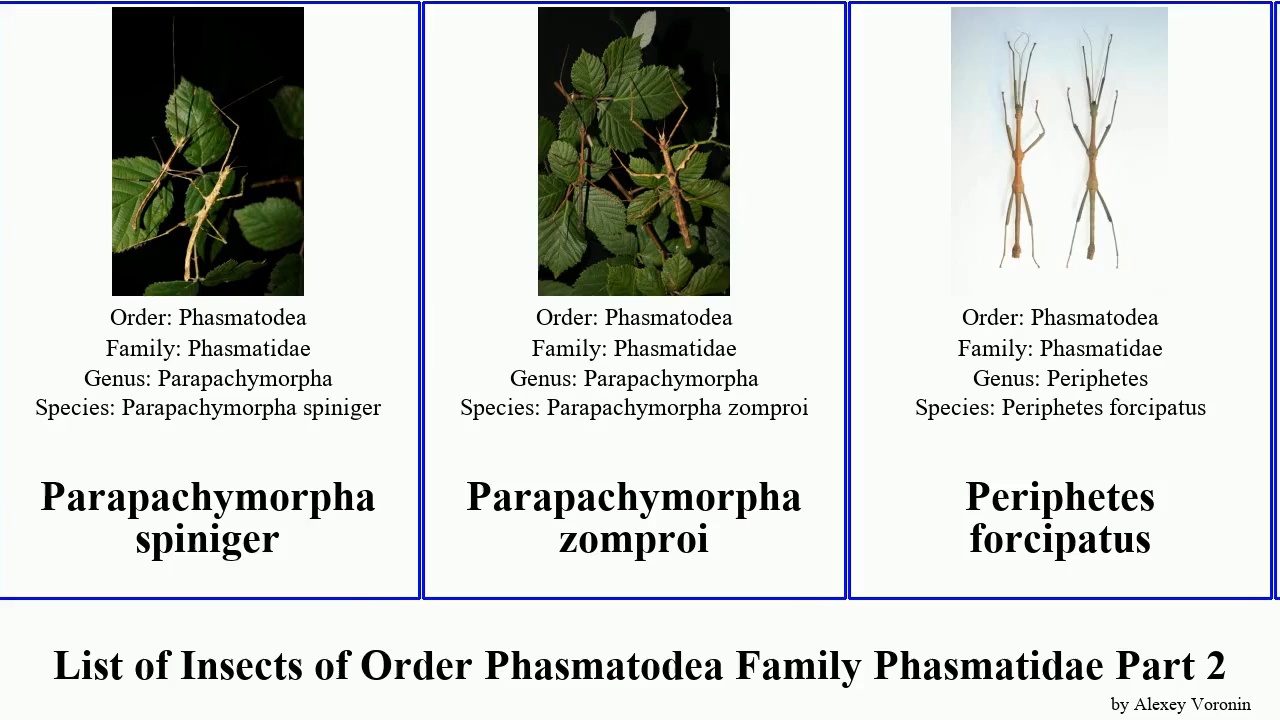 Order: Phasmatodea
Family: Phasmatidae
Genus: Parapachymorpha
Species: Parapachymorpha spiniger
Parapachymorpha
spiniger
Order: Phasmatodea
Family: Phasmatidae
Genus: Parapachymorpha
Species: Parapachymorpha zomproi
Parapachymorpha
zomproi
Order: Phasmatodea
Family: Phasmatidae
Genus: Periphetes
Species: Periphetes forcipatus
Periphetes
forcipatus
List of Insects of Order Phasmatodea Family Phasmatidae Part 2
by Alexey Voronin